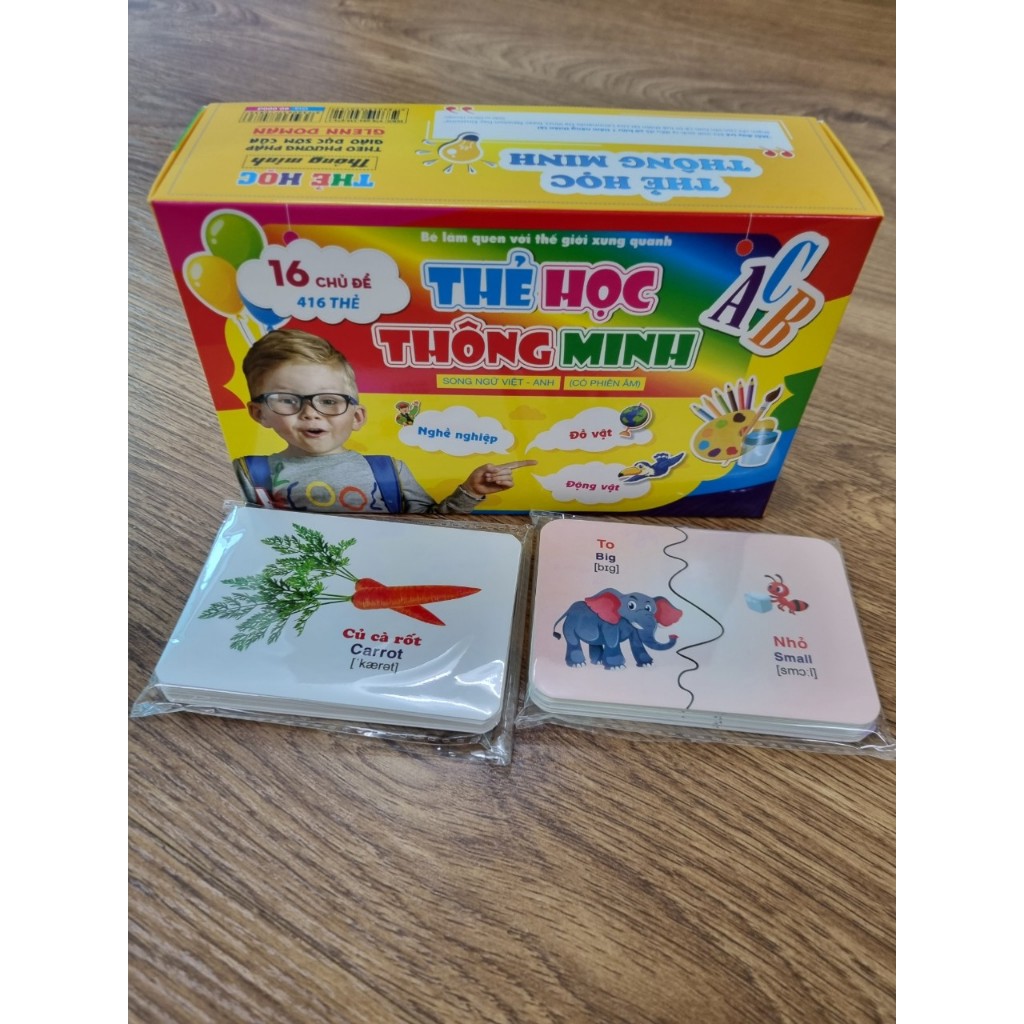 THẺ HỌC
Thông minh
THEO PHƯƠNG PHÁP
GIÁO DỤC SỚM CỦA
GLENN DOMAN
THẺ HỌC
THÔNG MINH
Bé làm quen với thế giới xung quanh
16 CHỦ ĐỀ
416 THẺ
THẺ HỌC
THÔNG MINH
SONG NGỮ VIỆT - ANH (CÓ PHIÊN ÂM)
ACB
Nghề nghiệp
Đồ vật
Động vật
Củ cà rốt
Carrot
[ˈkærət]
To
Big
[bɪg]
Nhỏ
Small
[smɔːl]